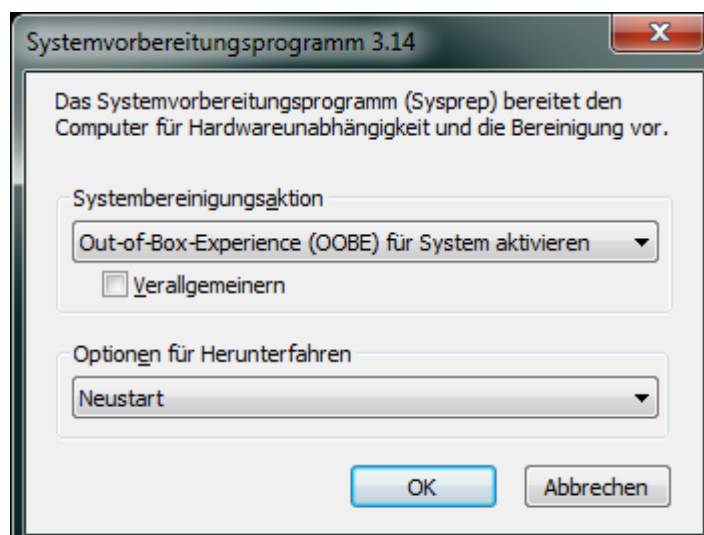 Systemvorbereitungsprogramm 3.14
Das Systemvorbereitungsprogramm (Sysprep) bereitet den
Computer für Hardwareunabhängigkeit und die Bereinigung vor.
Systembereinigungsaktion
Out-of-Box-Experience (OOBE) für System aktivieren
Verallgemeinern
Optionen für Herunterfahren
Neustart
OK
Abbrechen